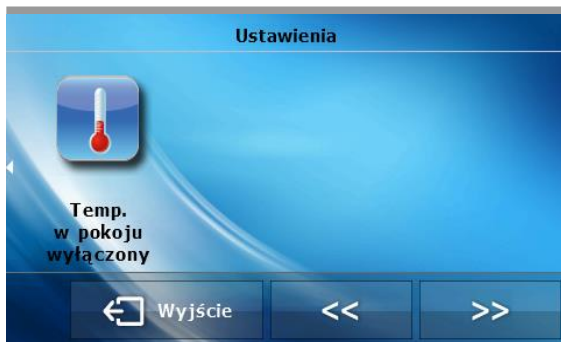 Ustawienia
Temp.
w pokoju
wyłączony
Wyjście
<<
>>